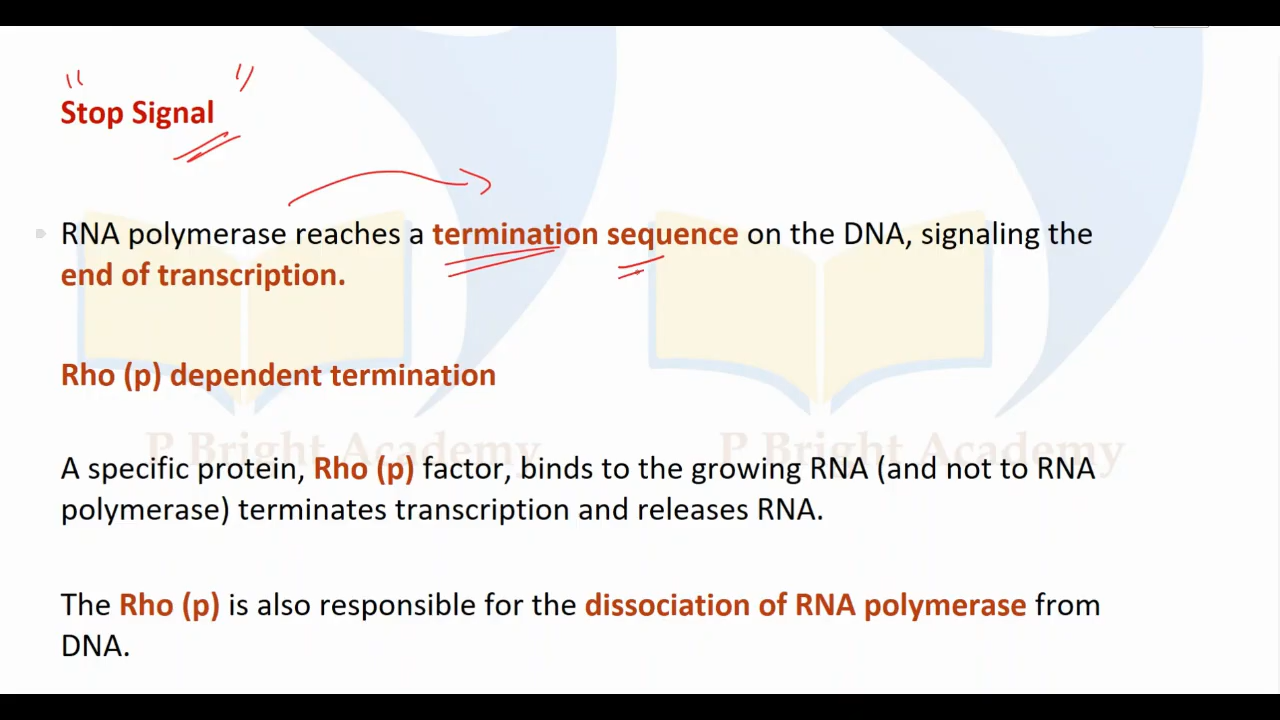 Stop Signal
RNA polymerase reaches a termination sequence on the DNA, signaling the
end of transcription.
Rho (p) dependent termination
P Bright Academy P Bright Academy
A specific protein, Rho (p) factor, binds to the growing RNA (and not to RNA
polymerase) terminates transcription and releases RNA.
The Rho (p) is also responsible for the dissociation of RNA polymerase from
DNA.